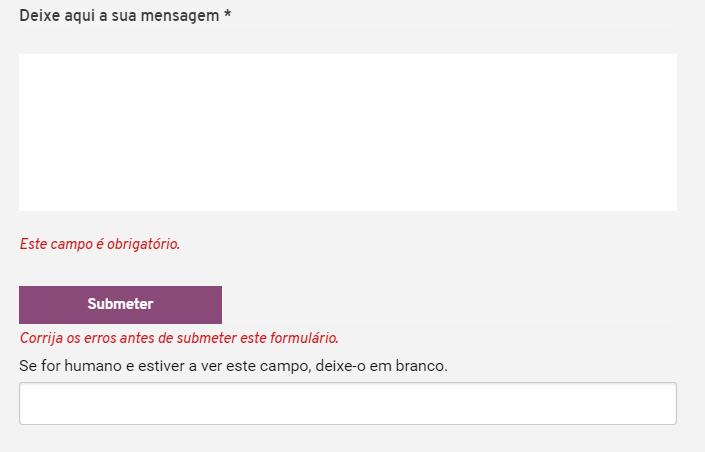 Deixe aqui a sua mensagem *
Este campo é obrigatório.
Submeter
Corrija os erros antes de submeter este formulário.
Se for humano e estiver a ver este campo, deixe-o em branco.